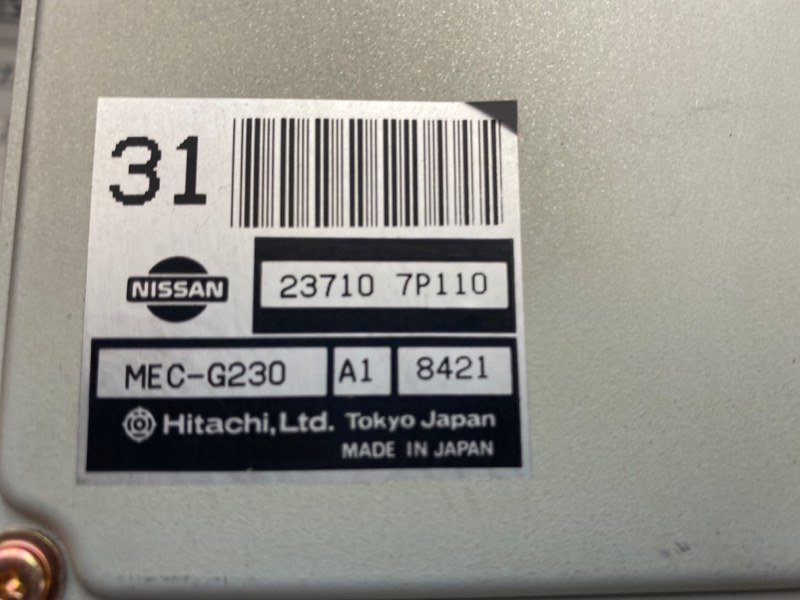 31
NISSAN
23710 7P110
MEC-G230 A1 8421
Hitachi, Ltd. Tokyo Japan
MADE IN JAPAN